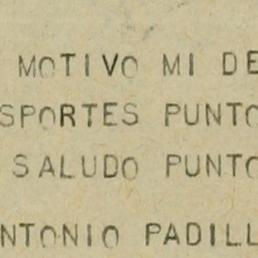 MOTIVO MI DE
SPORTES PUNTO
SALUDO PUNTO
NTONIO PADILL